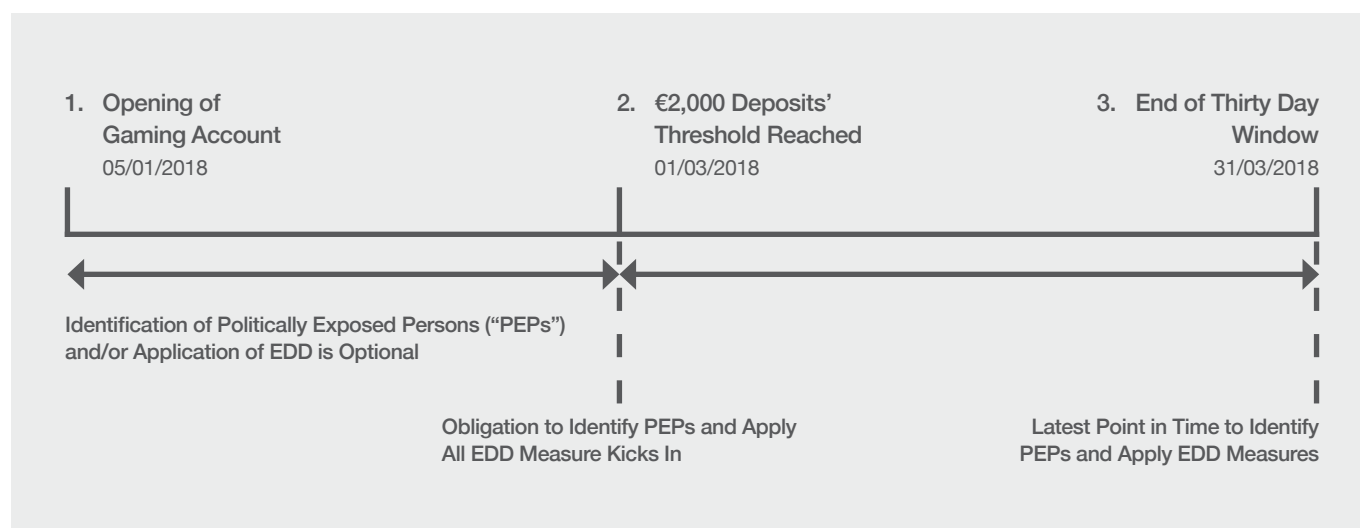 1. Opening of
Gaming Account
05/01/2018
2. €2,000 Deposits’
Threshold Reached
01/03/2018
3. End of Thirty Day
Window
31/03/2018
Identification of Politically Exposed Persons (“PEPs”)
and/or Application of EDD is Optional
Obligation to Identify PEPs and Apply
All EDD Measure Kicks In
Latest Point in Time to Identify
PEPs and Apply EDD Measures